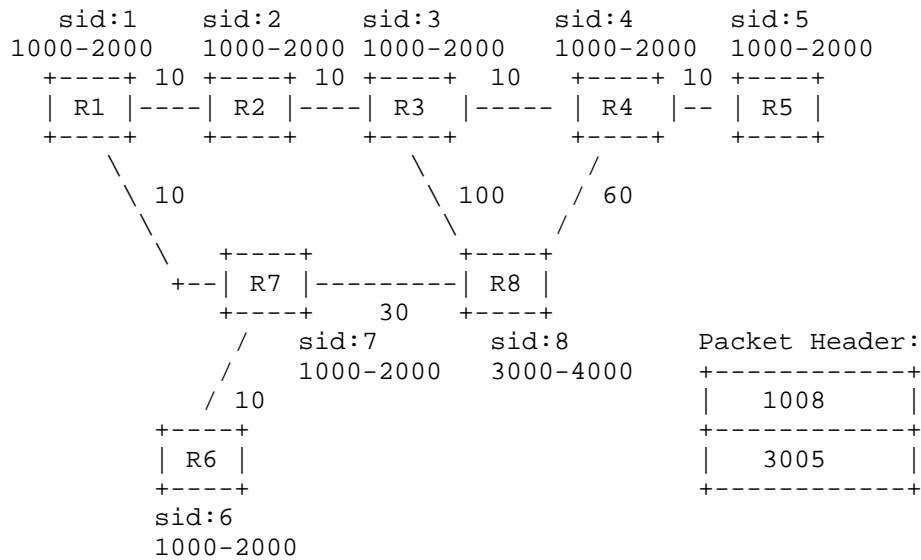 sid:1 sid:2 sid:3 sid:4 sid:5
1000-2000 1000-2000 1000-2000 1000-2000 1000-2000
10 10 10 10
R1 R2 R3 R4 R5
10 100 60
R7 R8
30
sid:7 sid:8 Packet Header:
1000-2000 3000-4000
10 1008
R6 3005
sid:6
1000-2000